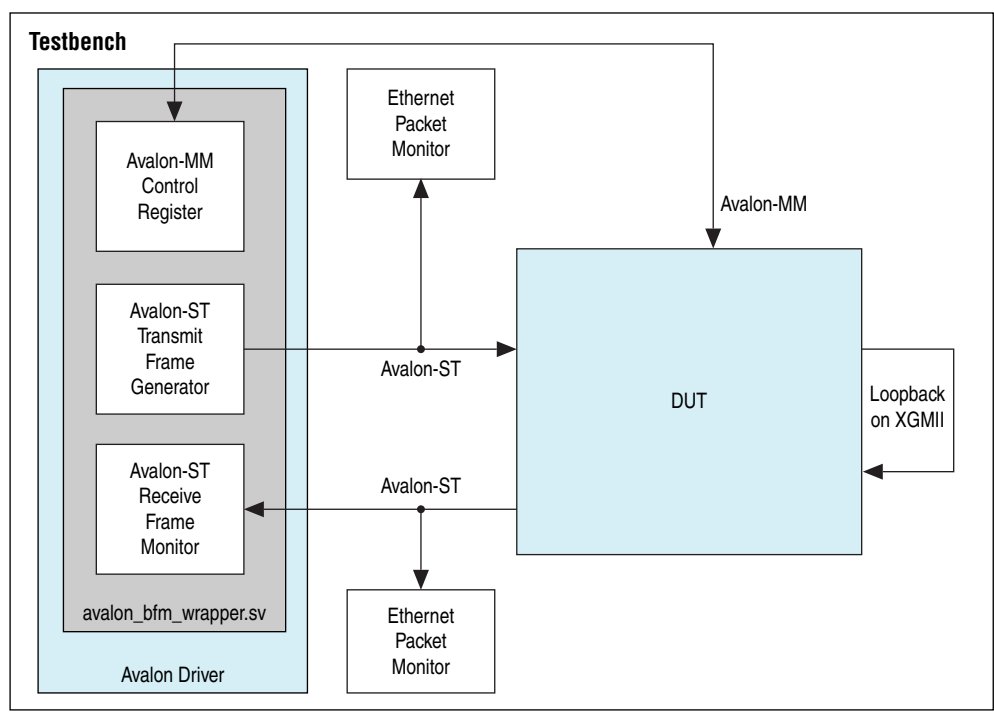 Testbench
Avalon-MM
Control
Register
Avalon-ST
Transmit
Frame
Generator
Avalon-ST
Receive
Frame
Monitor
avalon_bfm_wrapper.sv
Avalon Driver
Ethernet
Packet
Monitor
Avalon-ST
Avalon-ST
Ethernet
Packet
Monitor
Avalon-MM
DUT
Loopback
on XGMII